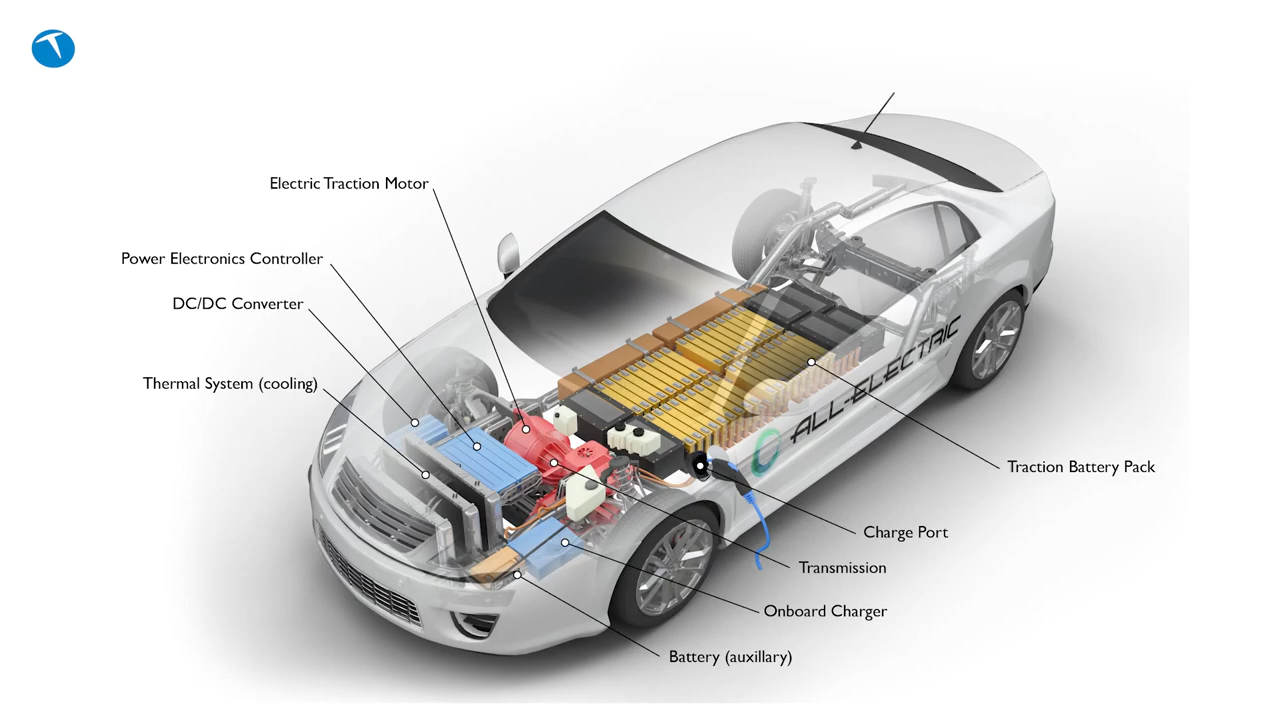 Electric Traction Motor
Power Electronics Controller
DC/DC Converter
Thermal System (cooling)
ALL-ELECTRIC
Traction Battery Pack
Charge Port
Transmission
Onboard Charger
Battery (auxillary)